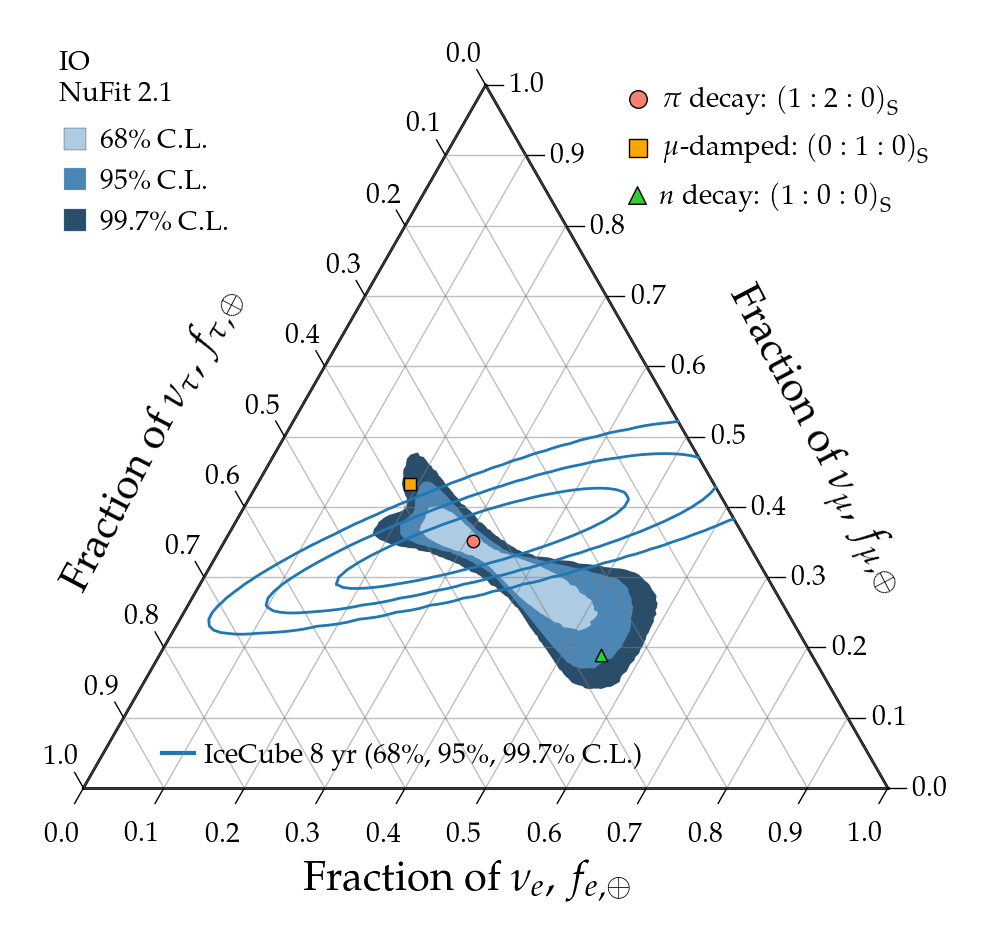 IO
NuFit 2.1
68% C.L.
95% C.L.
99.7% C.L.
π decay: (1 : 2 : 0)S
μ-damped: (0 : 1 : 0)S
n decay: (1 : 0 : 0)S
Fraction of ντ, fτ,⊕
0.0
0.1
0.2
0.3
0.4
0.5
0.6
0.7
0.8
0.9
1.0
Fraction of νμ, fμ,⊕
1.0
0.9
0.8
0.7
0.6
0.5
0.4
0.3
0.2
0.1
0.0
IceCube 8 yr (68%, 95%, 99.7% C.L.)
0.0 0.1 0.2 0.3 0.4 0.5 0.6 0.7 0.8 0.9 1.0
Fraction of νe, fe,⊕